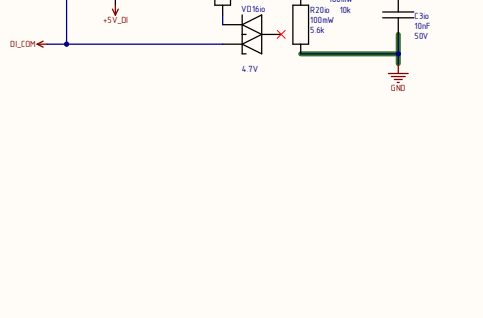 100mW
VD16io
R20io 10k
100mW
5.6k
C3io
10nF
50V
+5V_DI
DI_COM
4.7V
GND